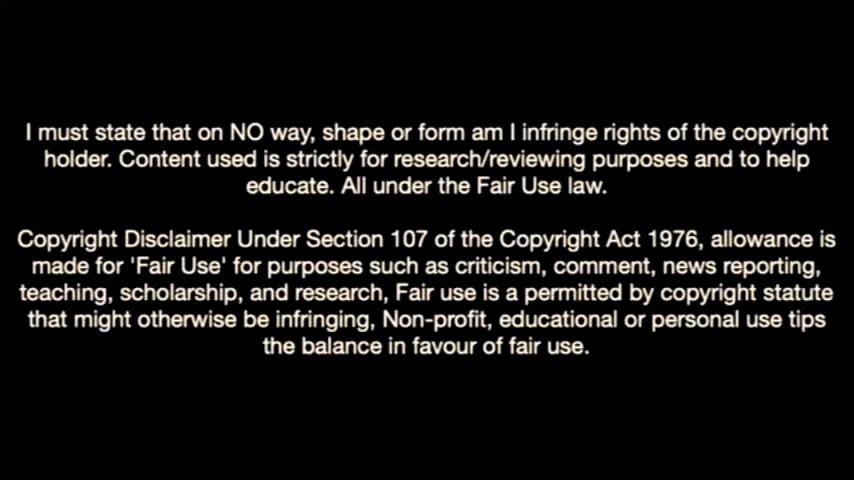 I must state that on NO way, shape or form am I infringe rights of the copyright
holder. Content used is strictly for research/reviewing purposes and to help
educate. All under the Fair Use law.
Copyright Disclaimer Under Section 107 of the Copyright Act 1976, allowance is
made for 'Fair Use' for purposes such as criticism, comment, news reporting,
teaching, scholarship, and research, Fair use is a permitted by copyright statute
that might otherwise be infringing, Non-profit, educational or personal use tips
the balance in favour of fair use.